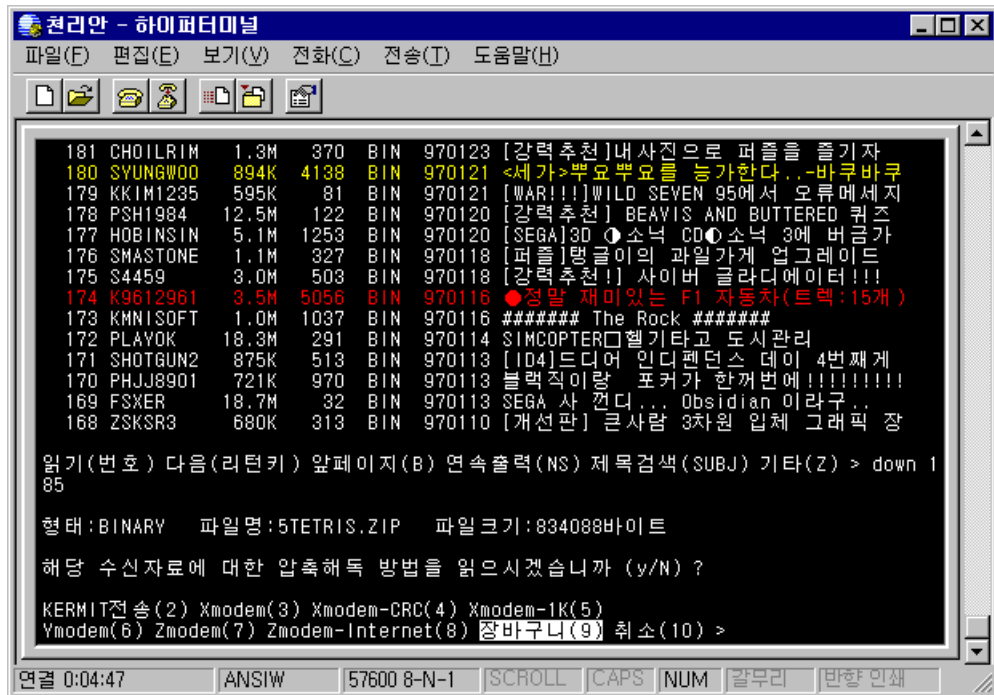 천리안 - 하이퍼터미널
파일(F) 편집(E) 보기(V) 전화(C) 전송(T) 도움말(H)
181 CHOILRIM 1.3M 370 BIN 970123 [강력추천]내사진으로 퍼즐을 즐기자
180 SYUNGWOO 894K 4138 BIN 970121 <세가>뿌요뿌요를 능가한다..-바쿠바쿠
179 KKIM1235 595K 81 BIN 970121 [WAR!!!]WILD SEVEN 95에서 오류메세지
178 PSH1984 12.5M 122 BIN 970120 [강력추천] BEAVIS AND BUTTERED 퀴즈
177 HOBINSIN 5.1M 1253 BIN 970120 [SEGA]3D ◑소닉 CD◐소닉 3에 버금가
176 SMASTONE 1.1M 327 BIN 970118 [퍼즐]탱글이의 과일가게 업그레이드
175 S4459 3.0M 503 BIN 970118 [강력추천!] 사이버 글라디에이터!!!
174 K9612961 3.5M 5056 BIN 970116 ●정말 재미있는 F1 자동차(트렉:15개)
173 KMNISOFT 1.0M 1037 BIN 970116 ####### The Rock #######
172 PLAYOK 18.3M 291 BIN 970114 SIMCOPTER□헬기타고 도시관리
171 SHOTGUN2 875K 513 BIN 970113 [ID4]드디어 인디펜던스 데이 4번째게
170 PHJJ8901 721K 970 BIN 970113 블랙직이랑 포커가 한꺼번에!!!!!!!!!
169 FSXER 18.7M 32 BIN 970113 SEGA 사 껀디... Obsidian 이라구..
168 ZSKSR3 680K 313 BIN 970110 [개선판] 큰사람 3차원 입체 그래픽 장
읽기(번호) 다음(리턴키) 앞페이지(B) 연속출력(NS) 제목검색(SUBJ) 기타(Z) > down 1
85
형태:BINARY 파일명:5TETRIS.ZIP 파일크기:834088바이트
해당 수신자료에 대한 압축해독 방법을 읽으시겠습니까 (y/N) ?
KERMIT전송(2) Xmodem(3) Xmodem-CRC(4) Xmodem-1K(5)
Ymodem(6) Zmodem(7) Zmodem-Internet(8) 장바구니(9) 취소(10) >
연결 0:04:47 ANSIW 57600 8-N-1 SCROLL CAPS NUM 갈무리 반향 인쇄